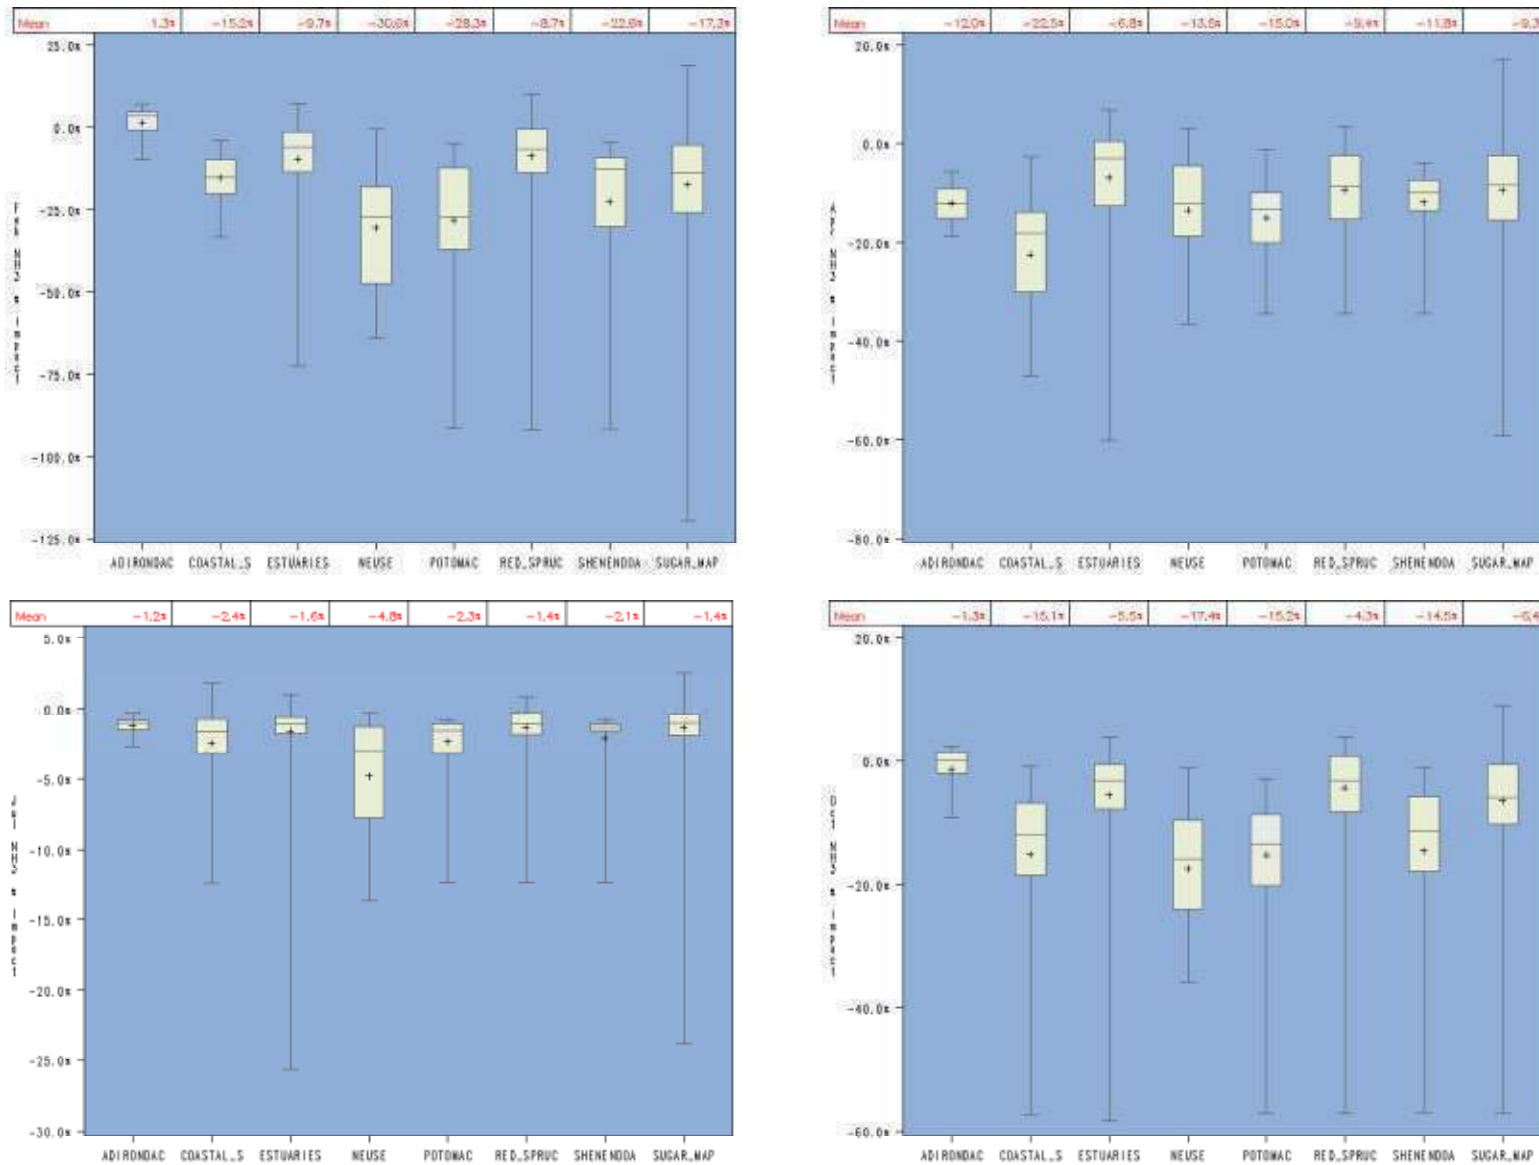 Mean 1.3% -15.2% -9.7% -30.6% -28.3% -8.7% -22.6% -17.3%
25.0%
0.0%
-25.0%
-50.0%
-75.0%
-100.0%
-125.0%
Feb NH3 % Impact
ADIRONDAC COASTAL_S ESTUARIES NEUSE POTOMAC RED_SPRUC SHENENDOA SUGAR_MAP
Mean -12.0% -22.5% -6.8% -13.6% -15.0% -9.4% -11.8% -9.3
20.0%
0.0%
-20.0%
-40.0%
-60.0%
-80.0%
Apr NH3 % Impact
ADIRONDAC COASTAL_S ESTUARIES NEUSE POTOMAC RED_SPRUC SHENENDOA SUGAR_MAP
Mean -1.2% -2.4% -1.6% -4.8% -2.3% -1.4% -2.1% -1.4%
5.0%
0.0%
-5.0%
-10.0%
-15.0%
-20.0%
-25.0%
-30.0%
Jul NH3 % Impact
ADIRONDAC COASTAL_S ESTUARIES NEUSE POTOMAC RED_SPRUC SHENENDOA SUGAR_MAP
Mean -1.3% -15.1% -5.5% -17.4% -15.2% -4.3% -14.5% -6.4
20.0%
0.0%
-20.0%
-40.0%
-60.0%
Oct NH3 % Impact
ADIRONDAC COASTAL_S ESTUARIES NEUSE POTOMAC RED_SPRUC SHENENDOA SUGAR_MAP